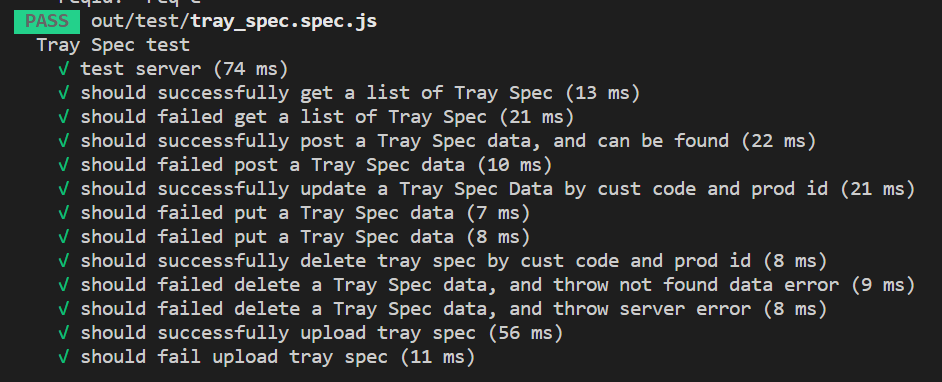 PASS out/test/tray_spec.spec.js
Tray Spec test
√ test server (74 ms)
√ should successfully get a list of Tray Spec (13 ms)
√ should failed get a list of Tray Spec (21 ms)
√ should successfully post a Tray Spec data, and can be found (22 ms)
√ should failed post a Tray Spec data (10 ms)
√ should successfully update a Tray Spec Data by cust code and prod id (21 ms)
√ should failed put a Tray Spec data (7 ms)
√ should failed put a Tray Spec data (8 ms)
√ should successfully delete tray spec by cust code and prod id (8 ms)
√ should failed delete a Tray Spec data, and throw not found data error (9 ms)
√ should failed delete a Tray Spec data, and throw server error (8 ms)
√ should successfully upload tray spec (56 ms)
√ should fail upload tray spec (11 ms)